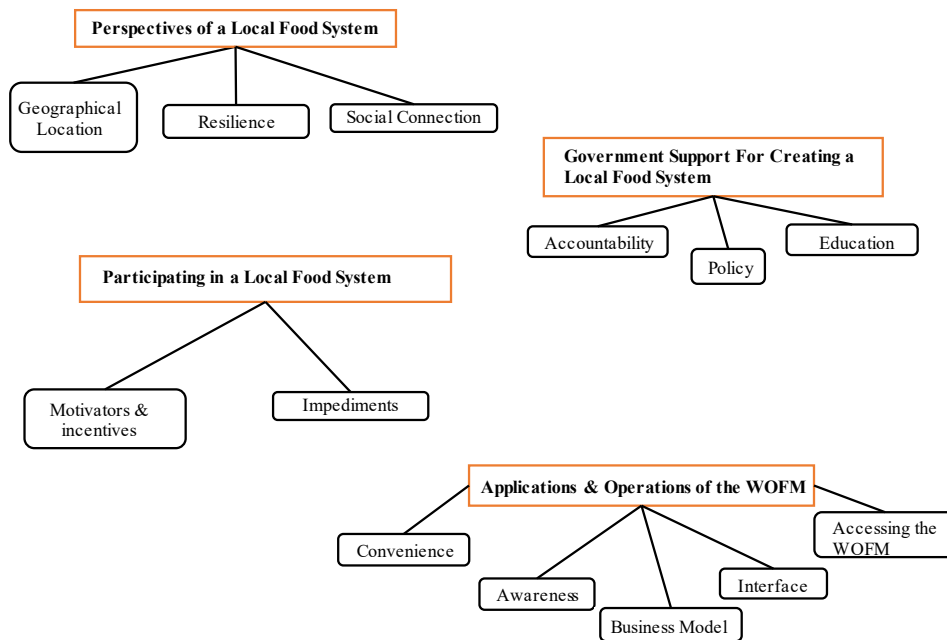 Perspectives of a Local Food System
Geographical
Location
Resilience
Social Connection
Government Support For Creating a
Local Food System
Accountability
Policy
Education
Participating in a Local Food System
Motivators &
incentives
Impediments
Applications & Operations of the WOFM
Convenience
Awareness
Business Model
Interface
Accessing the
WOFM